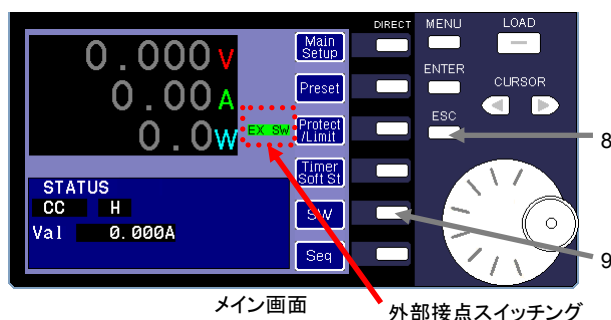 DIRECT MENU LOAD
0.000V
Main Setup
0.00A
Preset
ENTER
CURSOR
0.0W
EX SW
Protect /Limit
ESC
8
STATUS
Timer Soft St
CC H
SW
Val 0.000A
Seq
9
メイン画面
外部接点スイッチング